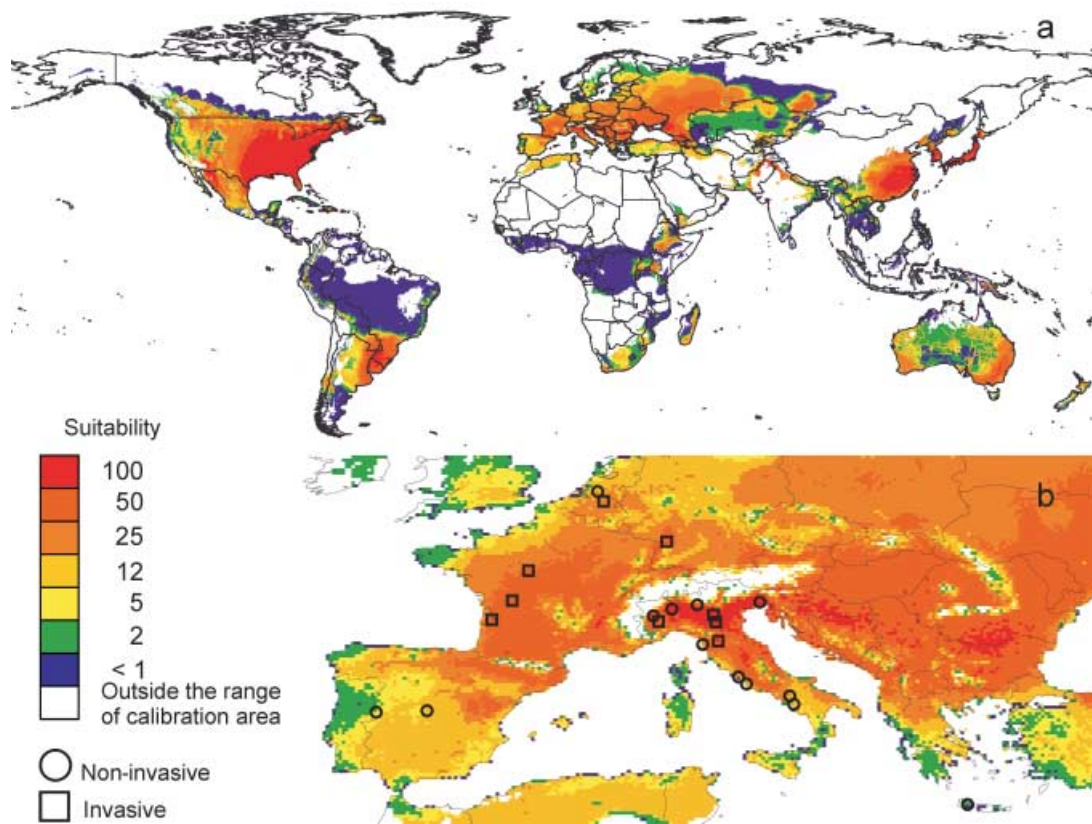 a
Suitability
100
50
25
12
5
2
< 1
Outside the range
of calibration area
Non-invasive
Invasive
b